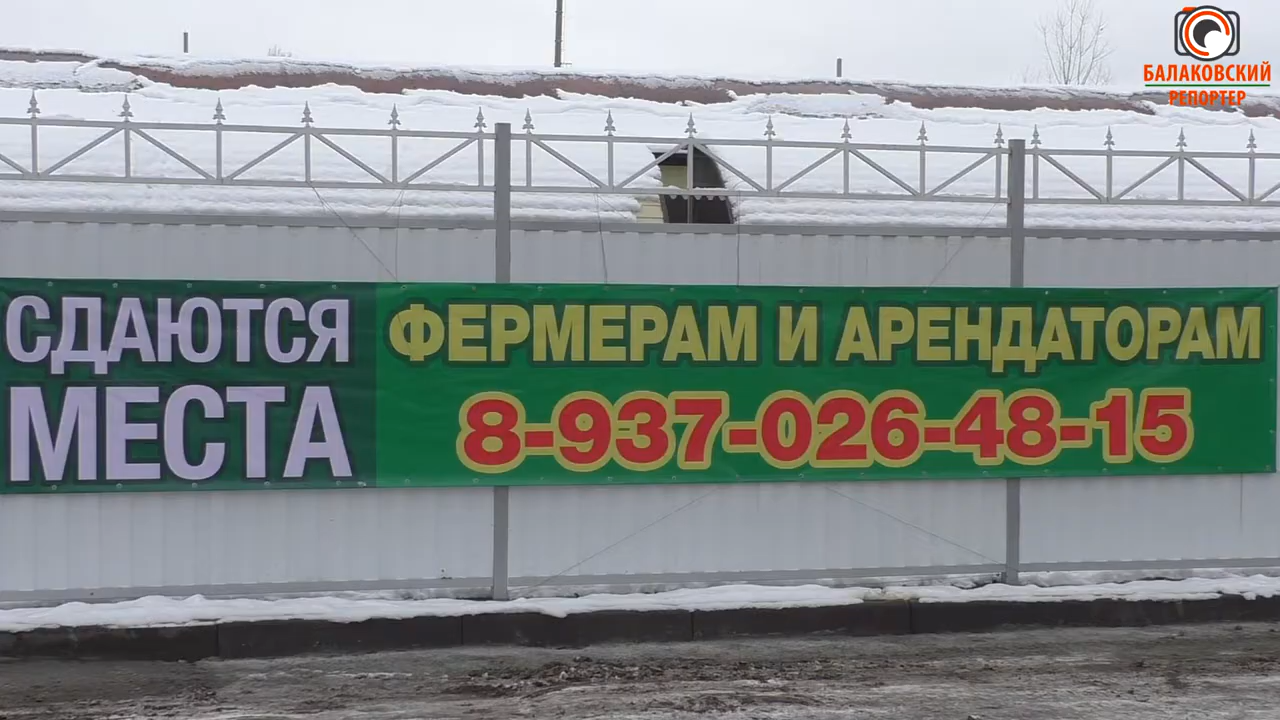 БАЛАКОВСКИЙ
РЕПОРТЕР
СДАЮТСЯ
МЕСТА
ФЕРМЕРАМ И АРЕНДАТОРАМ
8-937-026-48-15